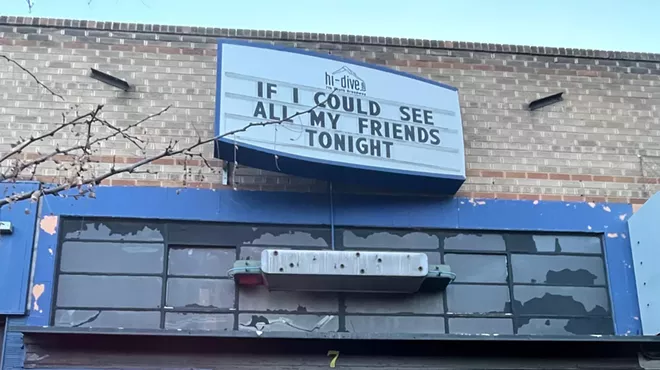 hi-dive
IF I COULD SEE
ALL MY FRIENDS
TONIGHT
7